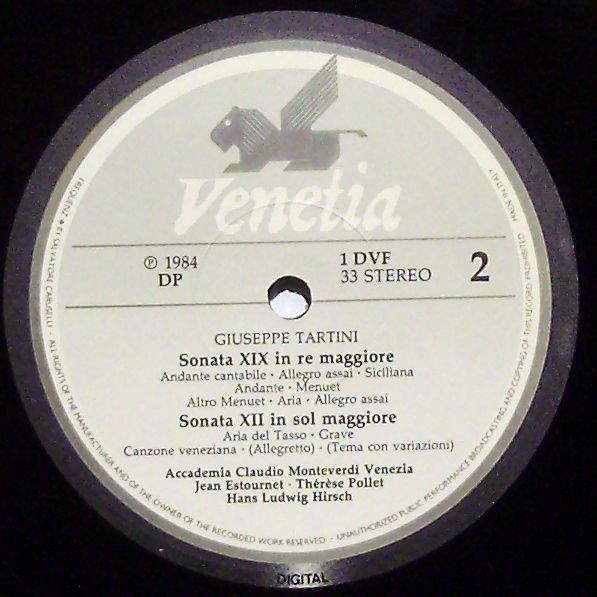 Venetia
℗ 1984
DP
1 DVF
33 STEREO
2
GIUSEPPE TARTINI
Sonata XIX in re maggiore
Andante cantabile · Allegro assai · Siciliana
Andante · Menuet
Altro Menuet · Aria · Allegro assai
Sonata XII in sol maggiore
Aria del Tasso · Grave
Canzone veneziana · (Allegretto) · (Tema con variazioni)
Accademia Claudio Monteverdi Venezia
Jean Estournet · Thérèse Pollet
Hans Ludwig Hirsch
FREQUENZ • BY SALVATORE CARUSELLI - ALL RIGHTS OF THE MANUFACTURER AND OF THE OWNER OF THE RECORDED WORK RESERVED - UNAUTHORIZED PUBLIC PERFORMANCE BROADCASTING AND COPYING OF THIS RECORD PROHIBITED MADE IN ITALY
DIGITAL